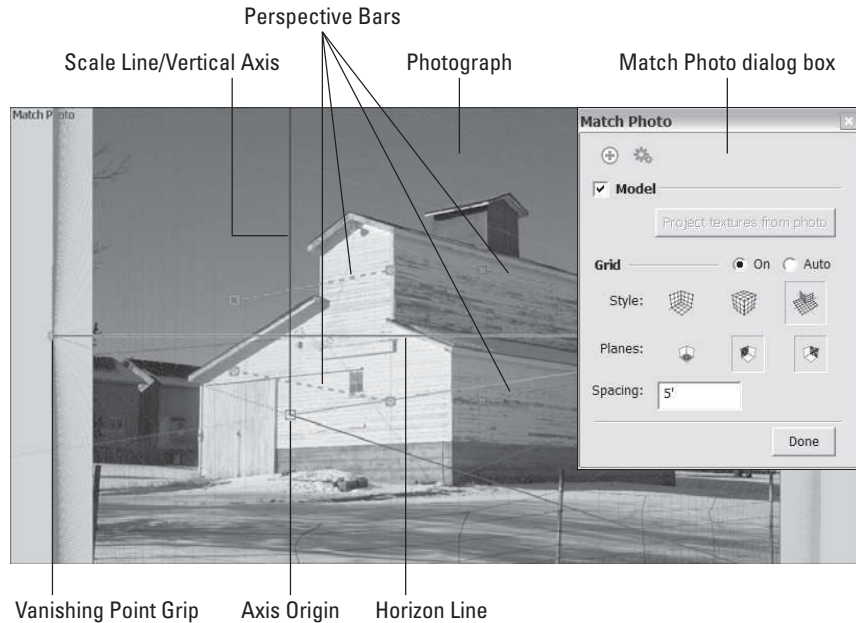 Perspective Bars
Scale Line/Vertical Axis
Photograph
Match Photo dialog box
Match Photo
Match Photo
Model
Project textures from photo
Grid On Auto
Style:
Planes:
Spacing: 5'
Done
Vanishing Point Grip
Axis Origin
Horizon Line